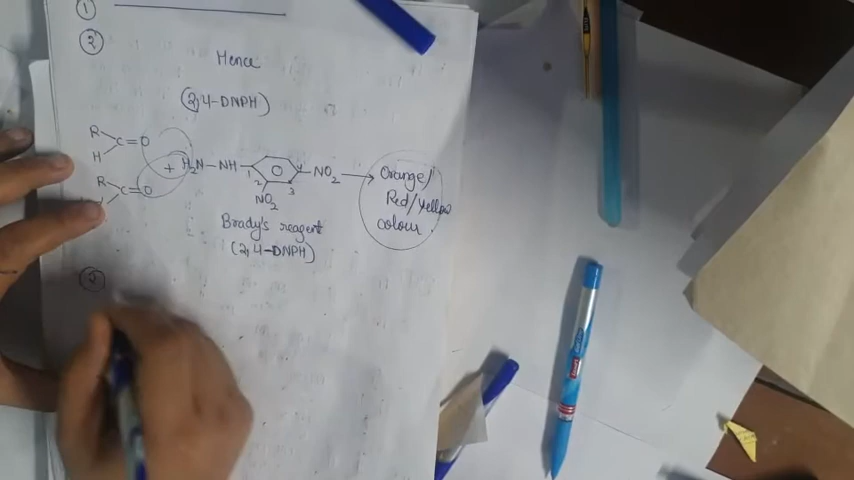 ①
②
Hence
(2,4-DNPH)
R C=O H
+ H₂N-NH 1 2 3 4 NO₂ → Orange/
R C=O
NO₂ Red/yellow
colour.
Brady's reagent
(2,4-DNPH)
②